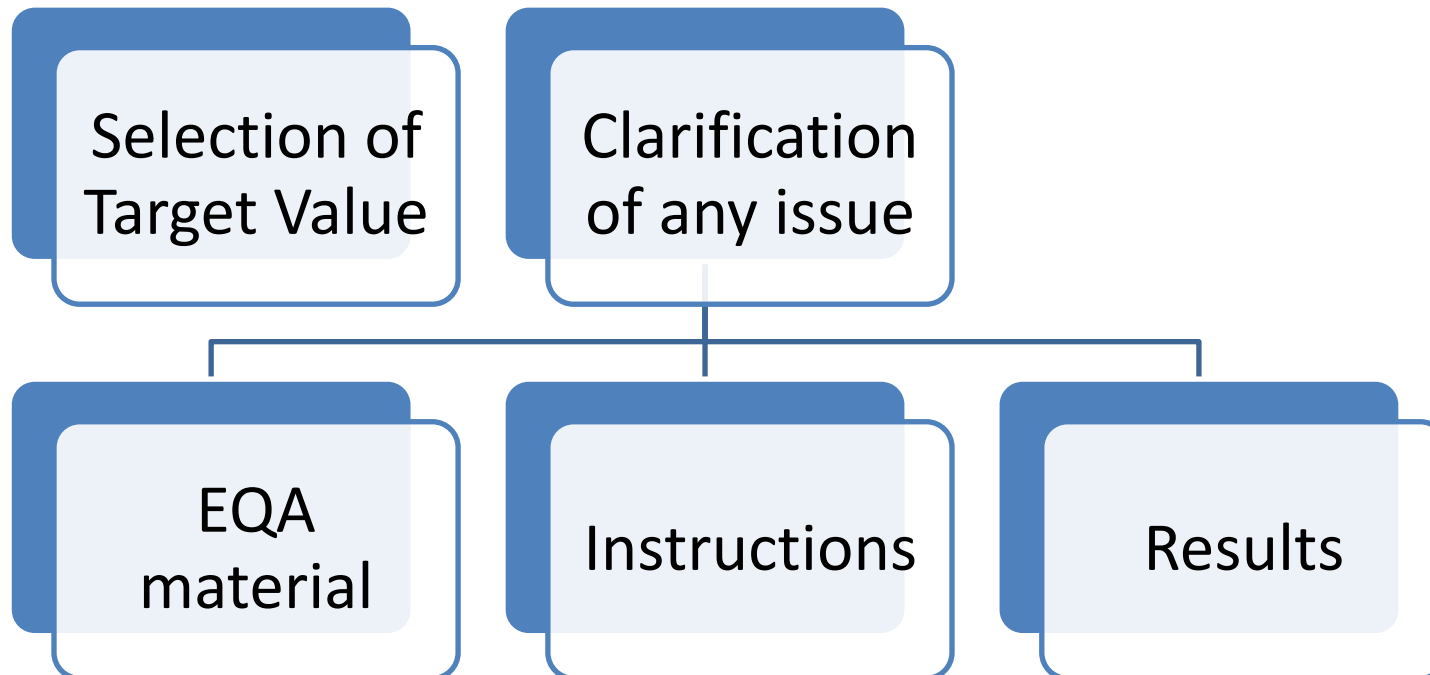 Selection of
Target Value
Clarification
of any issue
EQA
material
Instructions
Results